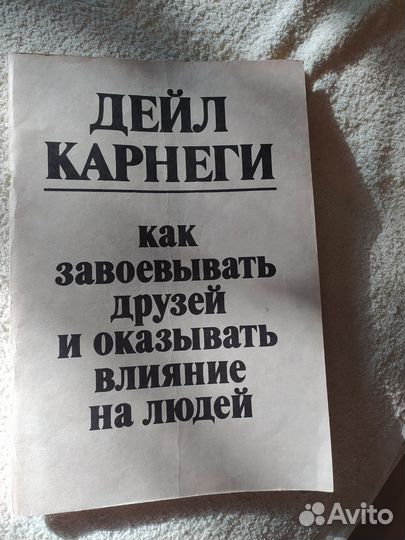 ДЕЙЛ
КАРНЕГИ
как
завоевывать
друзей
и оказывать
влияние
на людей
Avito